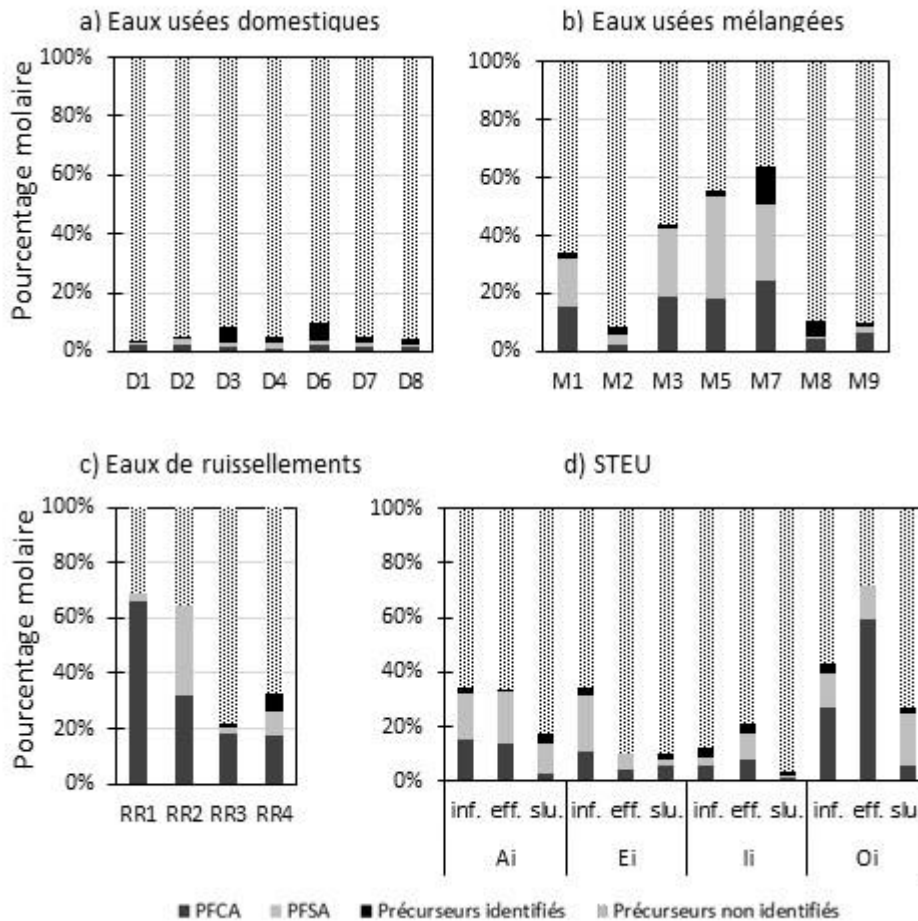 a) Eaux usées domestiques
b) Eaux usées mélangées
Pourcentage molaire
100%
80%
60%
40%
20%
0%
D1 D2 D3 D4 D6 D7 D8
100%
80%
60%
40%
20%
0%
M1 M2 M3 M5 M7 M8 M9
c) Eaux de ruissellements
d) STEU
Pourcentage molaire
100%
80%
60%
40%
20%
0%
RR1 RR2 RR3 RR4
100%
80%
60%
40%
20%
0%
inf. eff. slu. inf. eff. slu. inf. eff. slu. inf. eff. slu.
Ai Ei Ii Oi
PFCA PFSA Précurseurs identifiés Précurseurs non identifiés